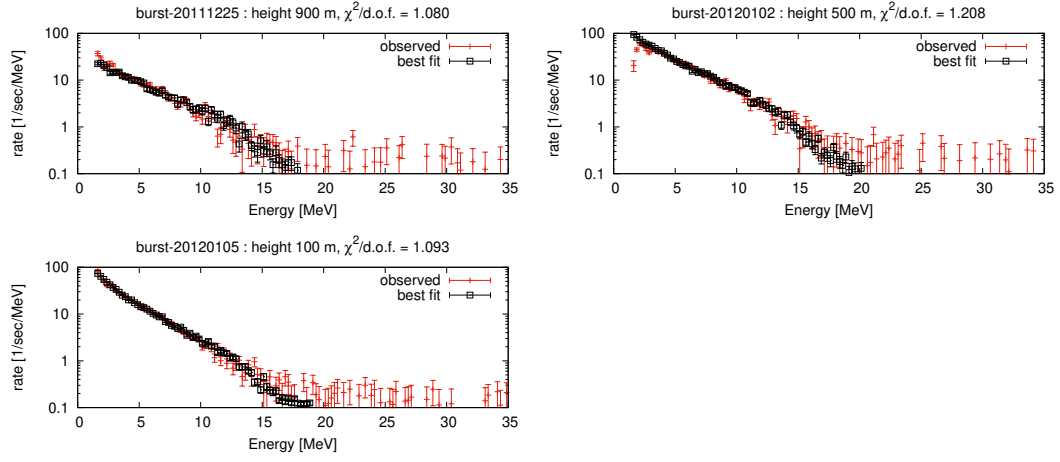 burst-20111225 : height 900 m, χ²/d.o.f. = 1.080
100
10
1
0.1
rate [1/sec/MeV]
observed
best fit
0 5 10 15 20 25 30 35
Energy [MeV]
burst-20120102 : height 500 m, χ²/d.o.f. = 1.208
100
10
1
0.1
rate [1/sec/MeV]
observed
best fit
0 5 10 15 20 25 30 35
Energy [MeV]
burst-20120105 : height 100 m, χ²/d.o.f. = 1.093
100
10
1
0.1
rate [1/sec/MeV]
observed
best fit
0 5 10 15 20 25 30 35
Energy [MeV]